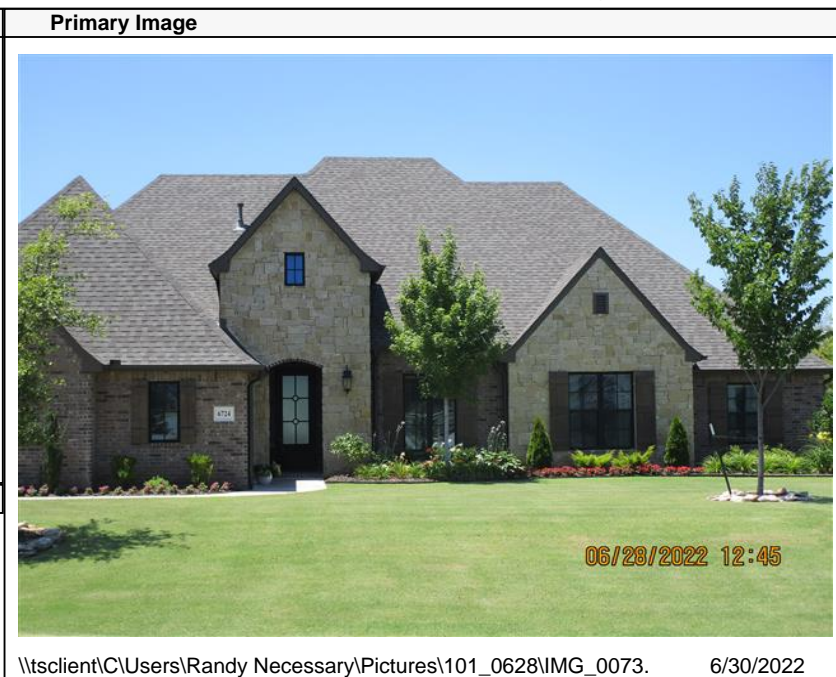 Primary Image
6724
06/28/2022 12:45
\\tsclient\C\Users\Randy Necessary\Pictures\101_0628\IMG_0073.
6/30/2022